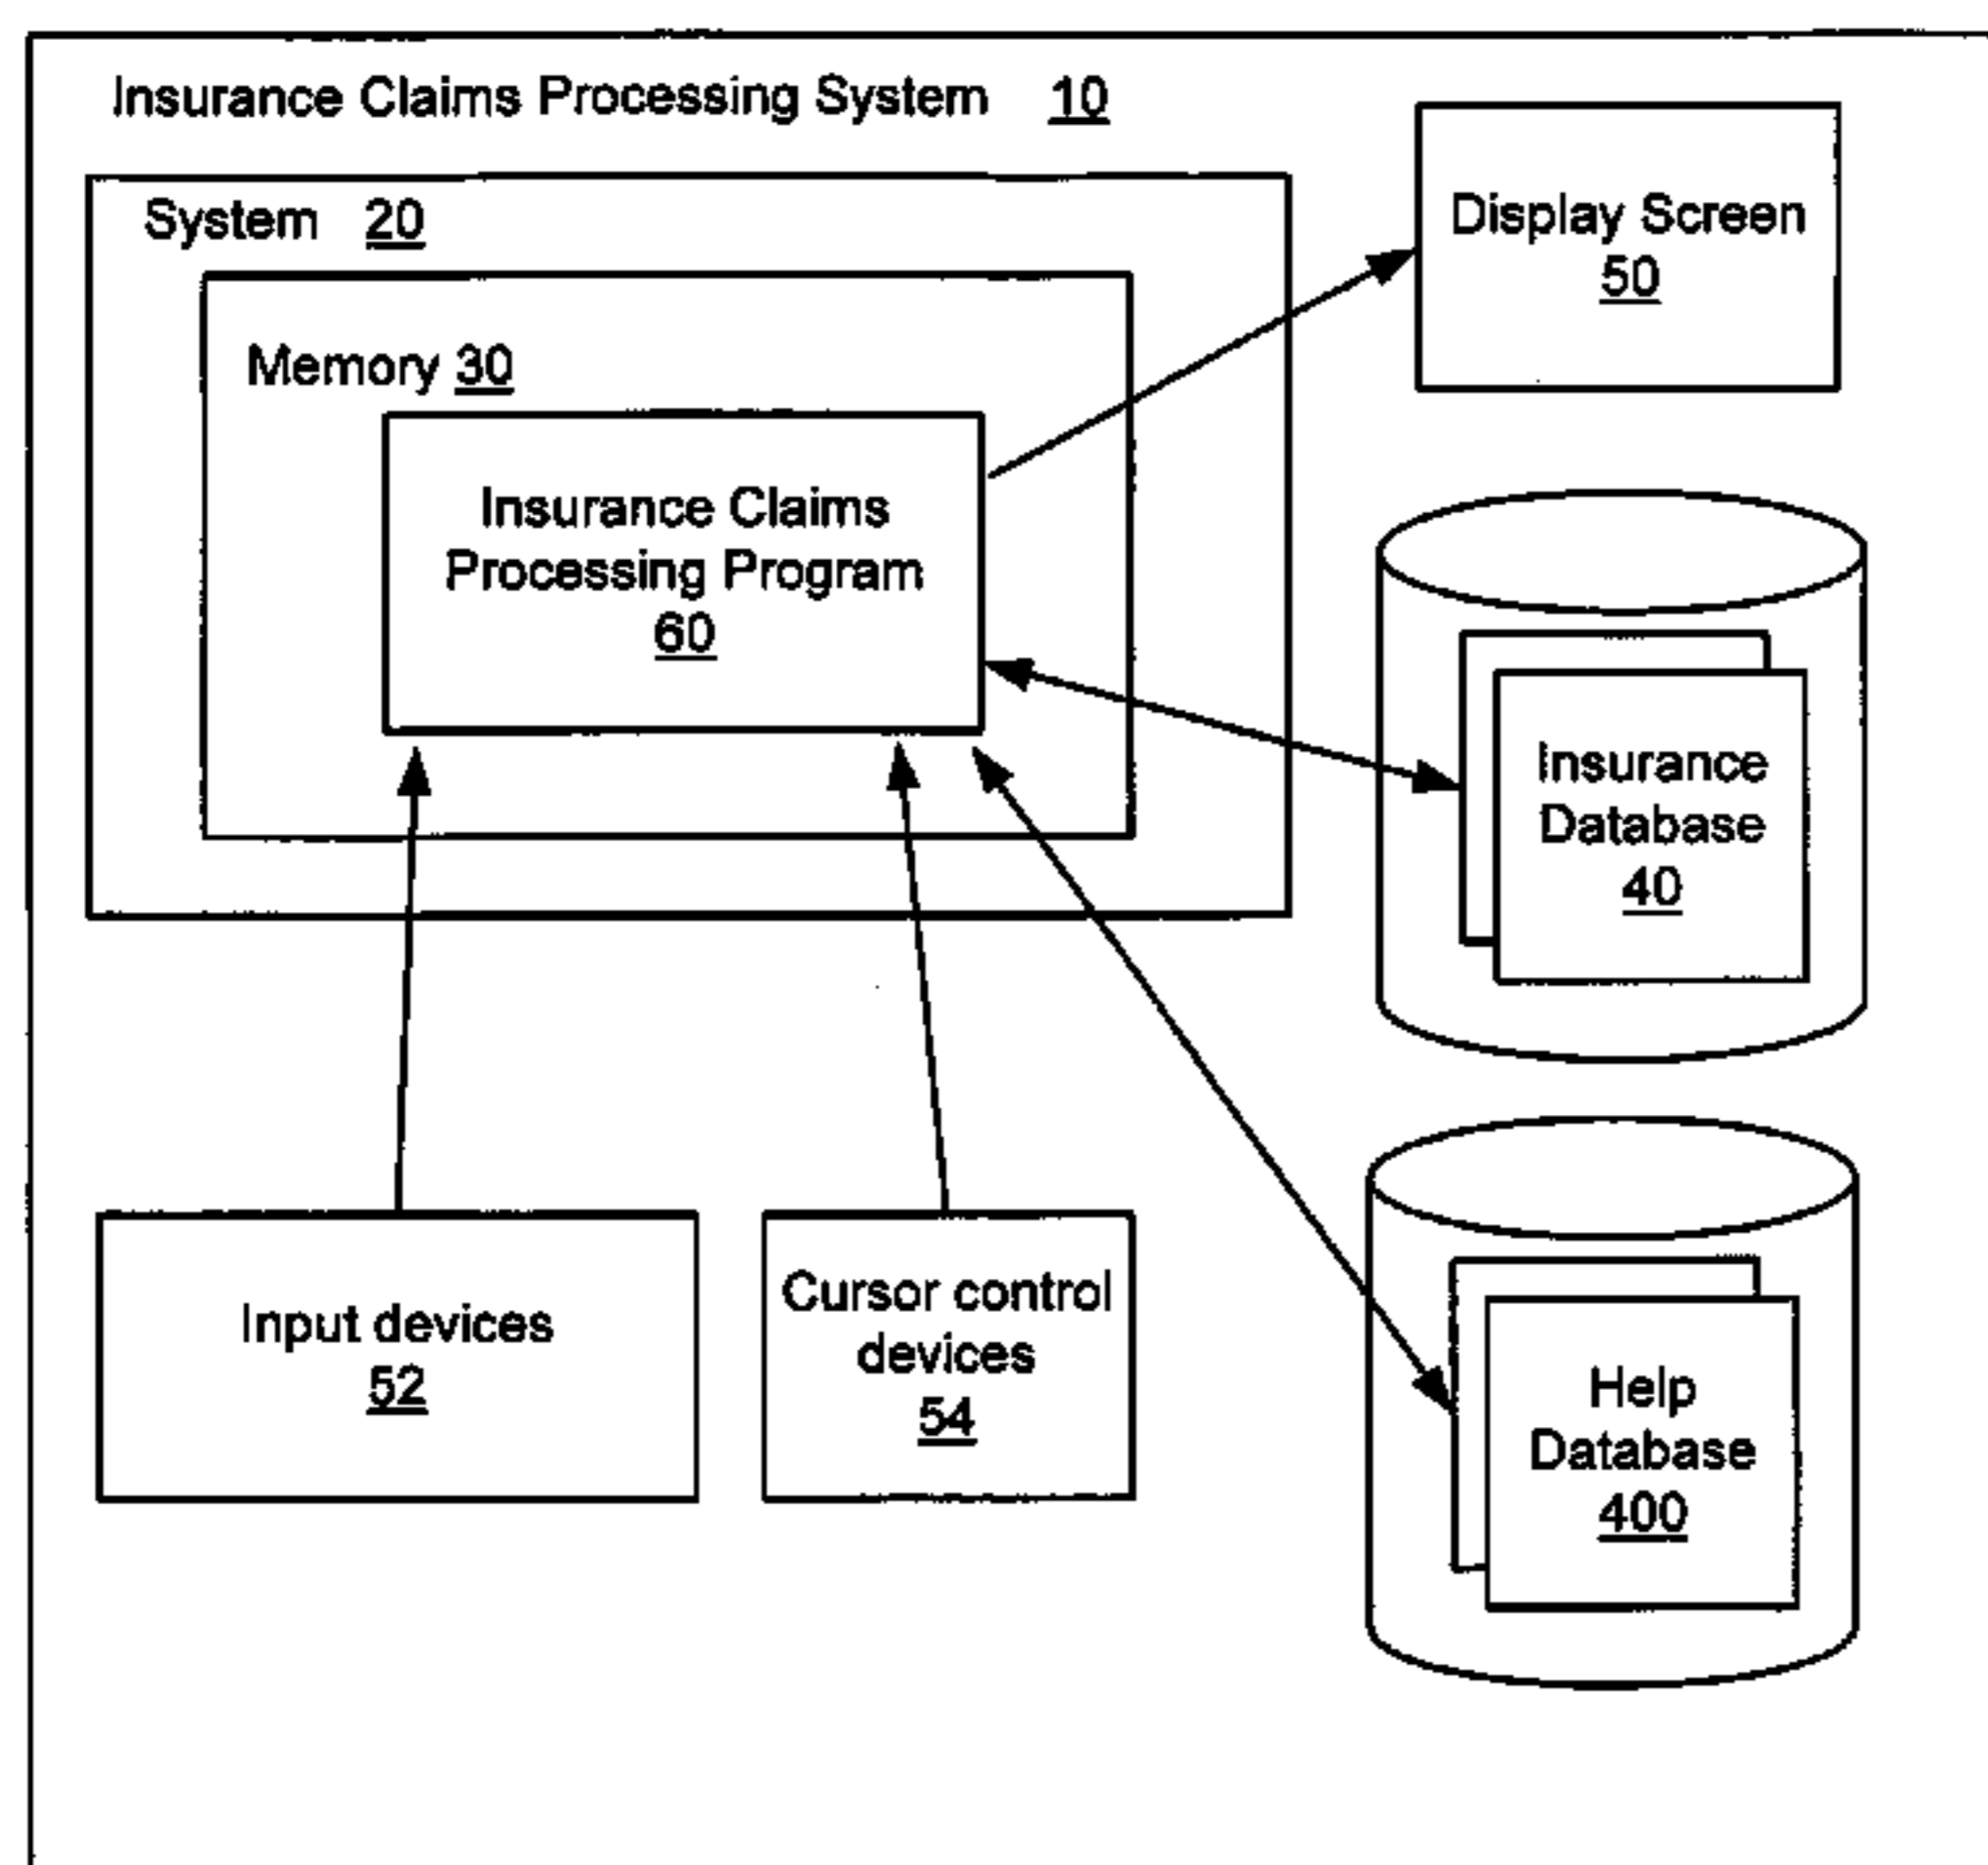 Insurance Claims Processing System 10
System 20
Memory 30
Insurance Claims
Processing Program
60
Display Screen
50
Insurance
Database
40
Input devices
52
Cursor control
devices
54
Help
Database
400